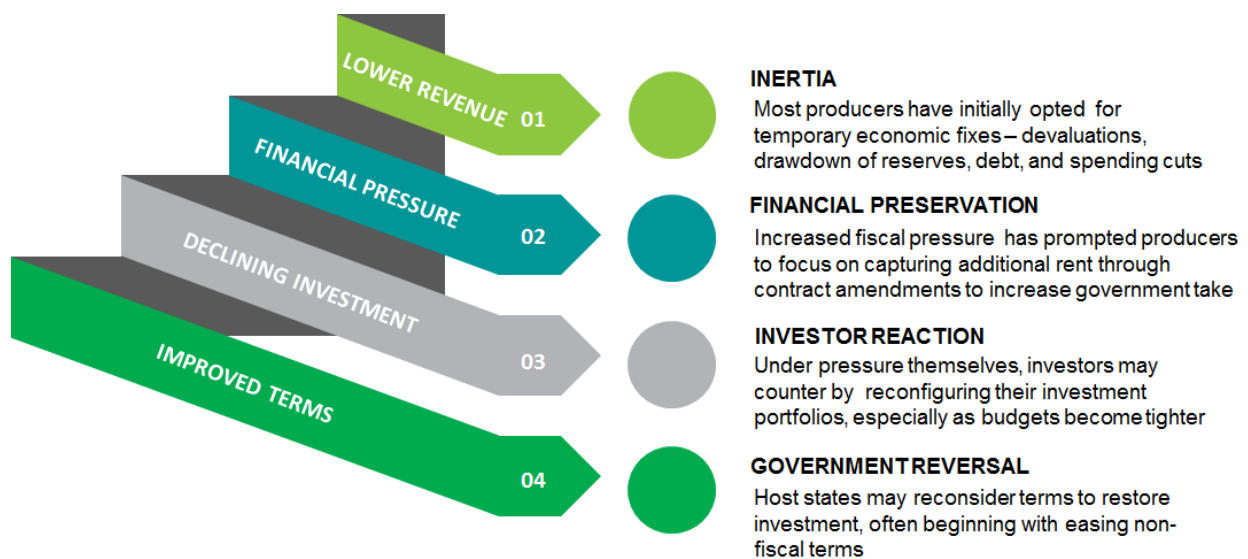 LOWER REVENUE 01
INERTIA
Most producers have initially opted for
temporary economic fixes – devaluations,
drawdown of reserves, debt, and spending cuts
FINANCIAL PRESSURE 02
FINANCIAL PRESERVATION
Increased fiscal pressure has prompted producers
to focus on capturing additional rent through
contract amendments to increase government take
DECLINING INVESTMENT 03
INVESTOR REACTION
Under pressure themselves, investors may
counter by reconfiguring their investment
portfolios, especially as budgets become tighter
IMPROVED TERMS 04
GOVERNMENT REVERSAL
Host states may reconsider terms to restore
investment, often beginning with easing non-
fiscal terms